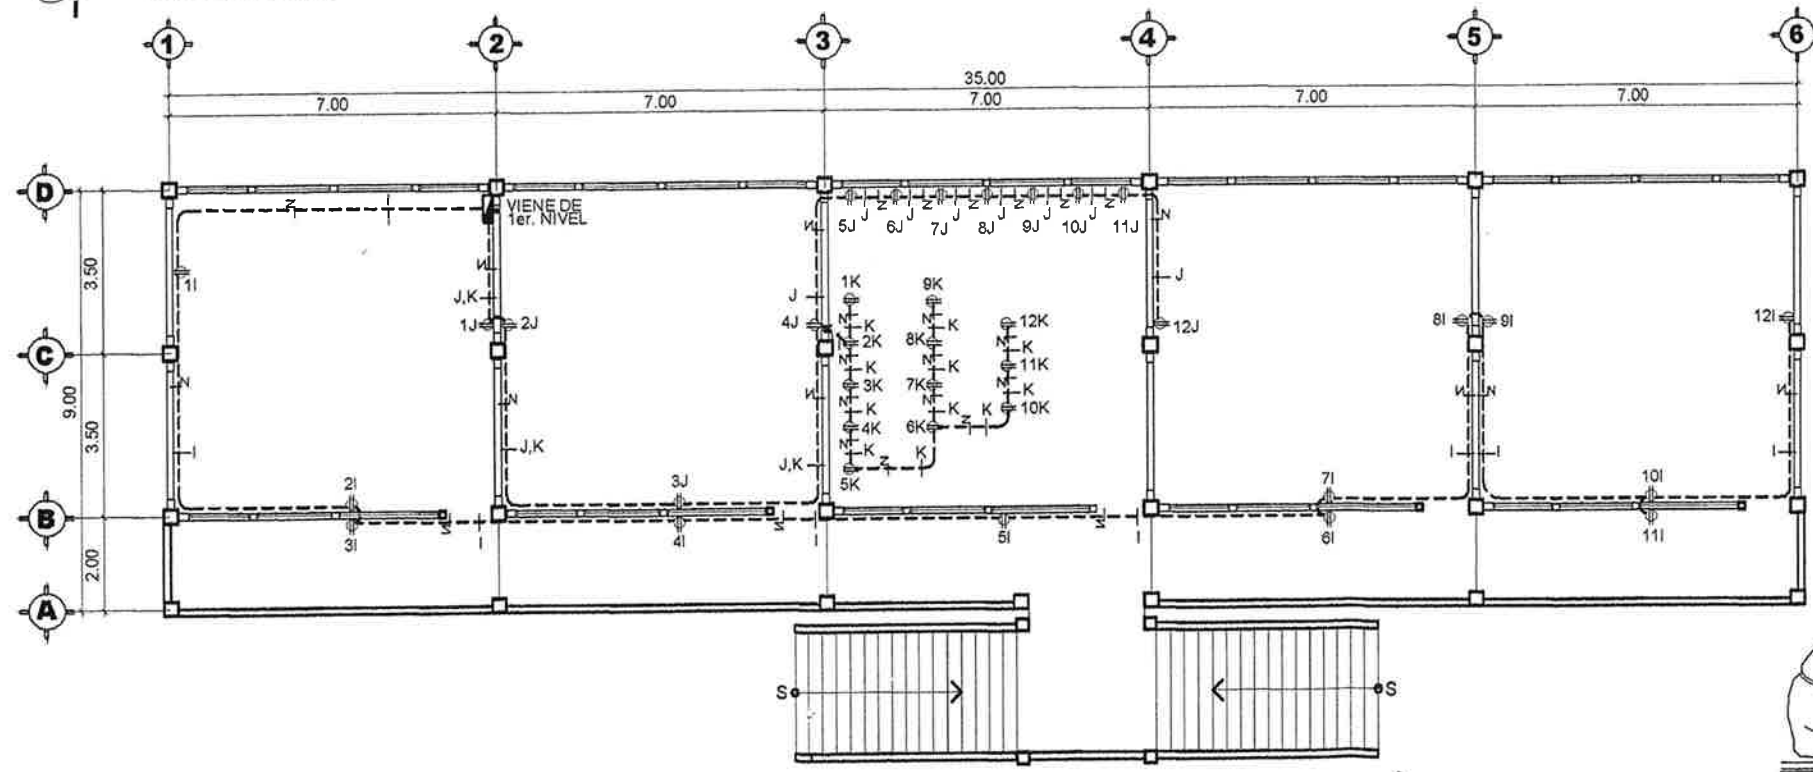 1 2 3 4 5 6
35.00
7.00 7.00 7.00 7.00 7.00
D
VIENE DE
1er. NIVEL
N I
5J 6J 7J 8J 9J 10J 11J
N J N J N J N J N J N J
3.50
1I
N
J,K
1J 2J
N
J
4J
1K
N K
2K
N K
3K
N K
4K
N K
5K
N K
9K
N K
8K
N K
7K
N K
6K
N K
12K
N K
11K
N K
10K
N
J
12J
8I 9I
12I
C
9.00
3.50
N
I
N
J,K
N
J,K
N N
I I
N
I
2I
3J
7I
10I
B
3I
N I
4I
N I
5I
N I
6I
11I
2.00
A
S S